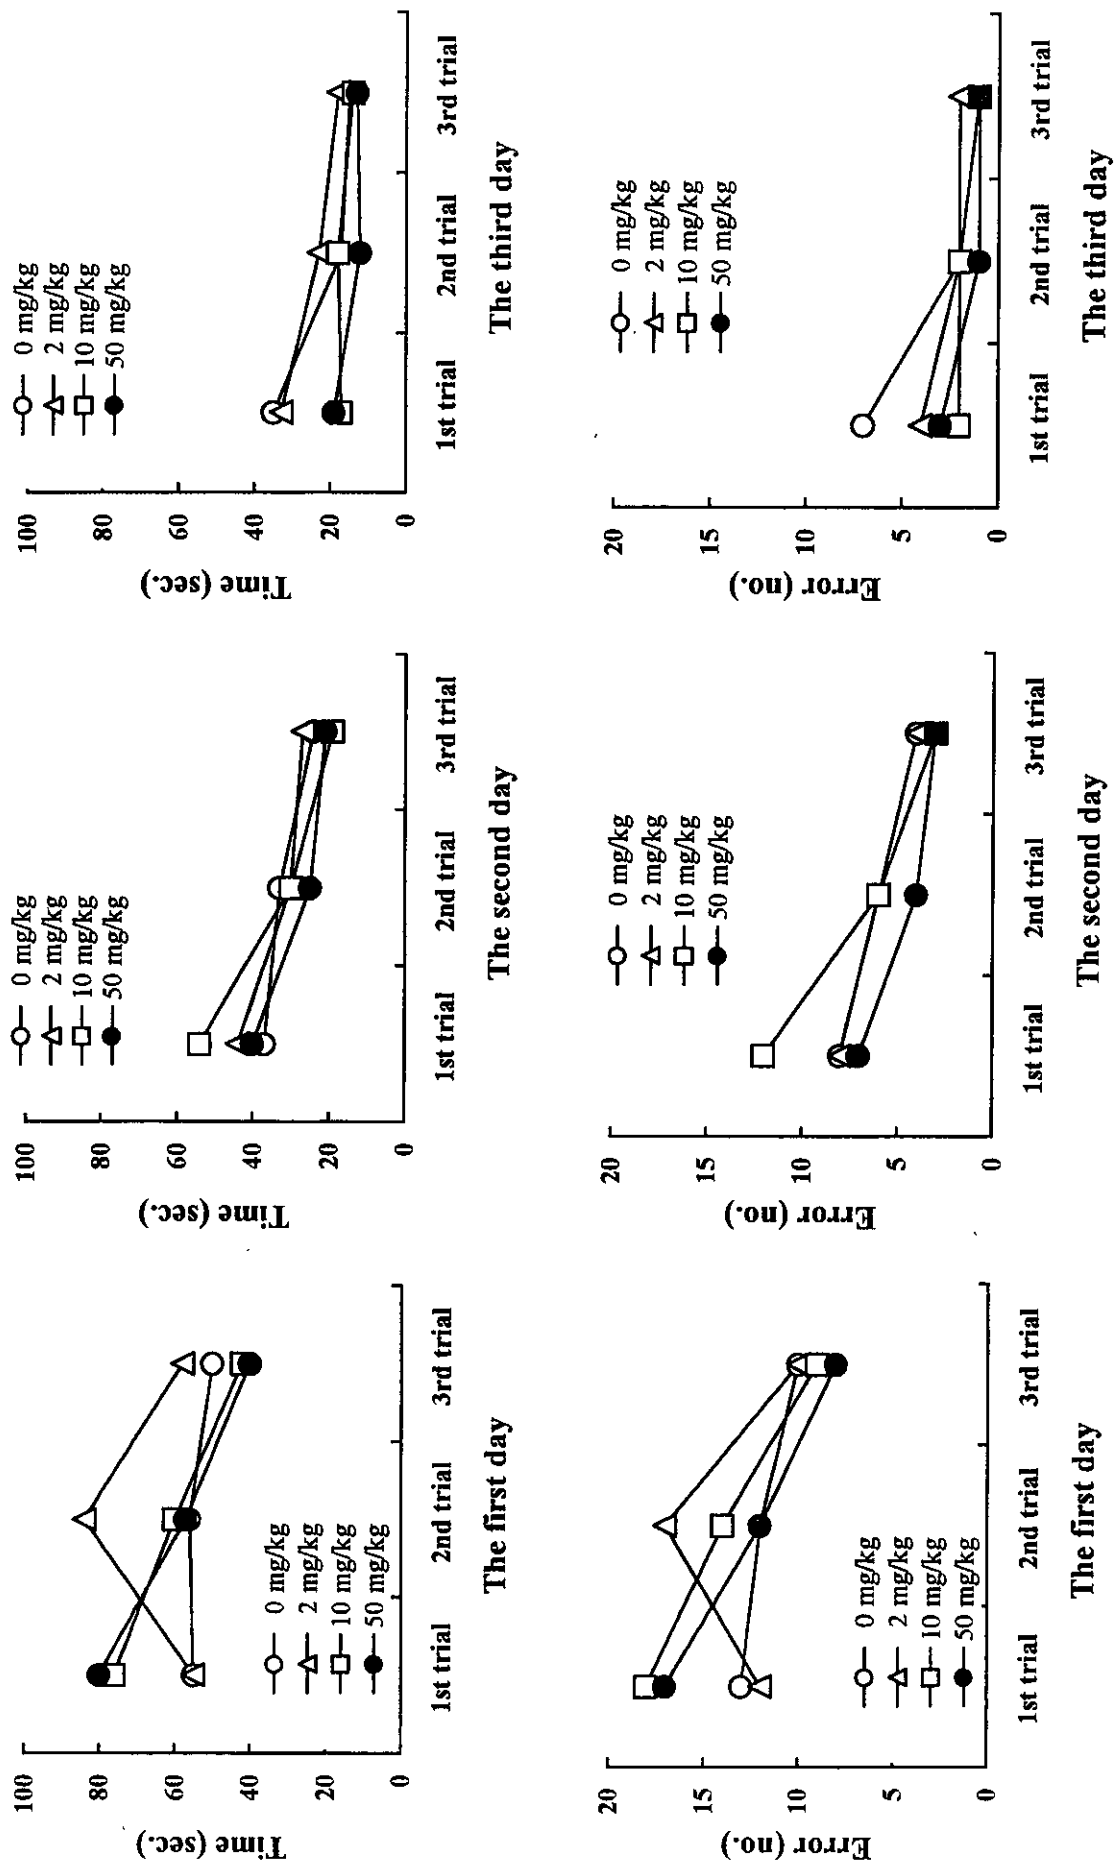 100
80
60
40
20
0
Time (sec.)
0 mg/kg
2 mg/kg
10 mg/kg
50 mg/kg
1st trial 2nd trial 3rd trial
The first day
100
80
60
40
20
0
Time (sec.)
0 mg/kg
2 mg/kg
10 mg/kg
50 mg/kg
1st trial 2nd trial 3rd trial
The second day
100
80
60
40
20
0
Time (sec.)
0 mg/kg
2 mg/kg
10 mg/kg
50 mg/kg
1st trial 2nd trial 3rd trial
The third day
20
15
10
5
0
Error (no.)
0 mg/kg
2 mg/kg
10 mg/kg
50 mg/kg
1st trial 2nd trial 3rd trial
The first day
20
15
10
5
0
Error (no.)
0 mg/kg
2 mg/kg
10 mg/kg
50 mg/kg
1st trial 2nd trial 3rd trial
The second day
20
15
10
5
0
Error (no.)
0 mg/kg
2 mg/kg
10 mg/kg
50 mg/kg
1st trial 2nd trial 3rd trial
The third day